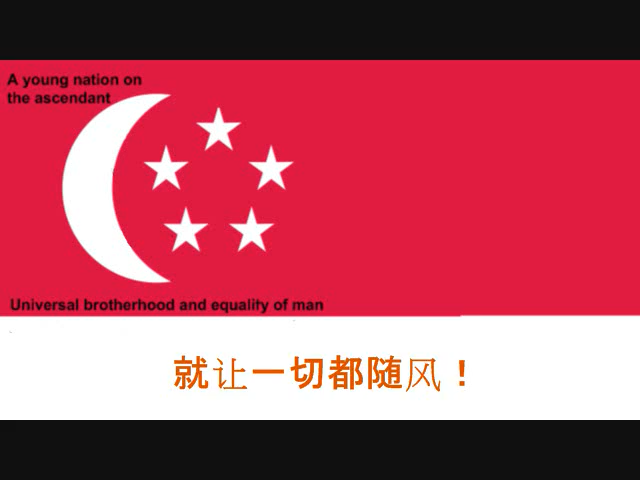 A young nation on
the ascendant
Universal brotherhood and equality of man
就让一切都随风！